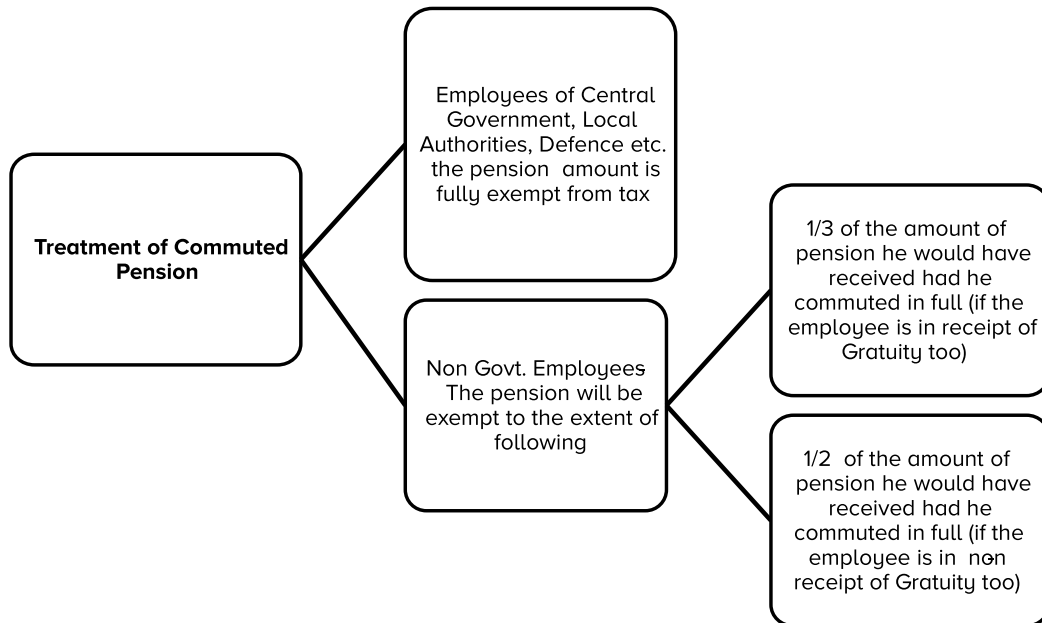 Treatment of Commuted
Pension
Employees of Central
Government, Local
Authorities, Defence etc.
the pension amount is
fully exempt from tax
Non Govt. Employees-
The pension will be
exempt to the extent of
following
1/3 of the amount of
pension he would have
received had he
commuted in full (if the
employee is in receipt of
Gratuity too)
1/2 of the amount of
pension he would have
received had he
commuted in full (if the
employee is in non-
receipt of Gratuity too)